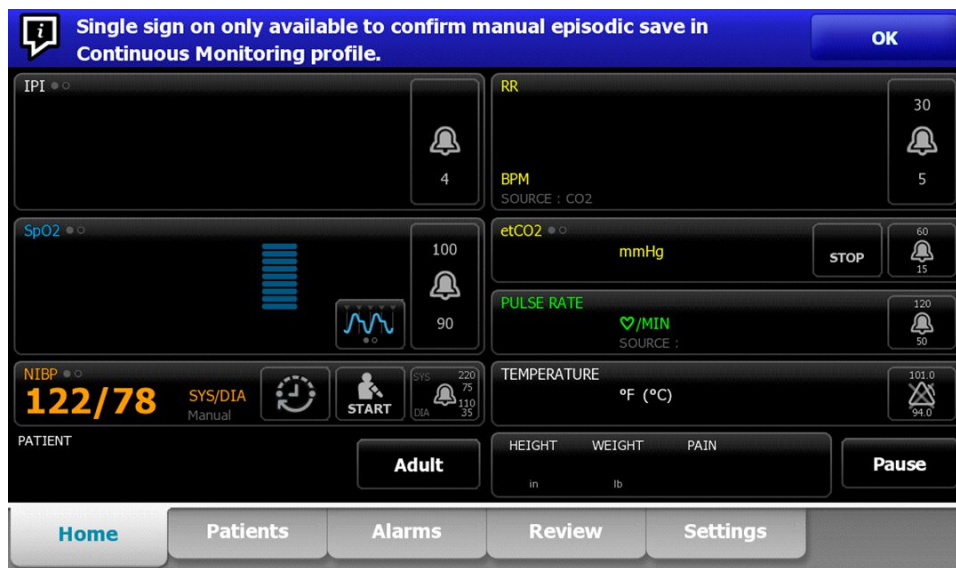 Single sign on only available to confirm manual episodic save in
Continuous Monitoring profile.
OK
IPI
4
RR
BPM
SOURCE : CO2
30
5
SpO2
100
90
etCO2
mmHg
STOP
60
15
PULSE RATE
/MIN
SOURCE :
120
50
NIBP
122/78
SYS/DIA
Manual
START
SYS 220
75
110
DIA 35
TEMPERATURE
°F (°C)
101.0
94.0
PATIENT
Adult
HEIGHT WEIGHT PAIN
in lb
Pause
Home Patients Alarms Review Settings